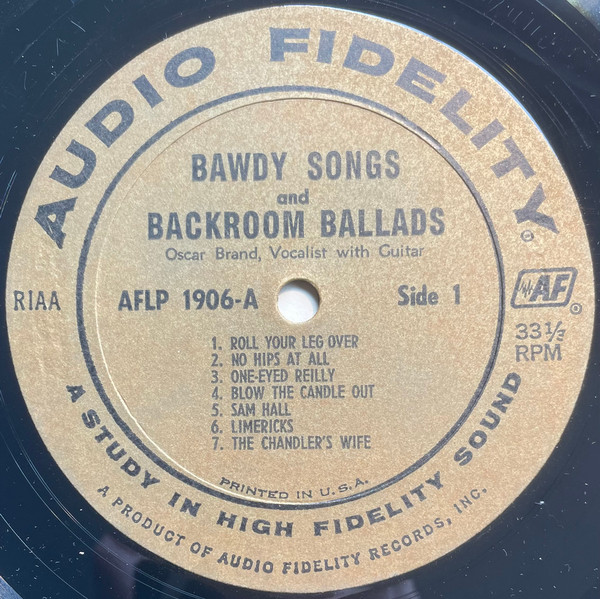 AUDIO FIDELITY®
BAWDY SONGS
and
BACKROOM BALLADS
Oscar Brand, Vocalist with Guitar
RIAA
AFLP 1906-A
Side 1
AF®
33 1/3
RPM
1. ROLL YOUR LEG OVER
2. NO HIPS AT ALL
3. ONE-EYED REILLY
4. BLOW THE CANDLE OUT
5. SAM HALL
6. LIMERICKS
7. THE CHANDLER'S WIFE
PRINTED IN U.S.A.
A STUDY IN HIGH FIDELITY SOUND
A PRODUCT OF AUDIO FIDELITY RECORDS, INC.